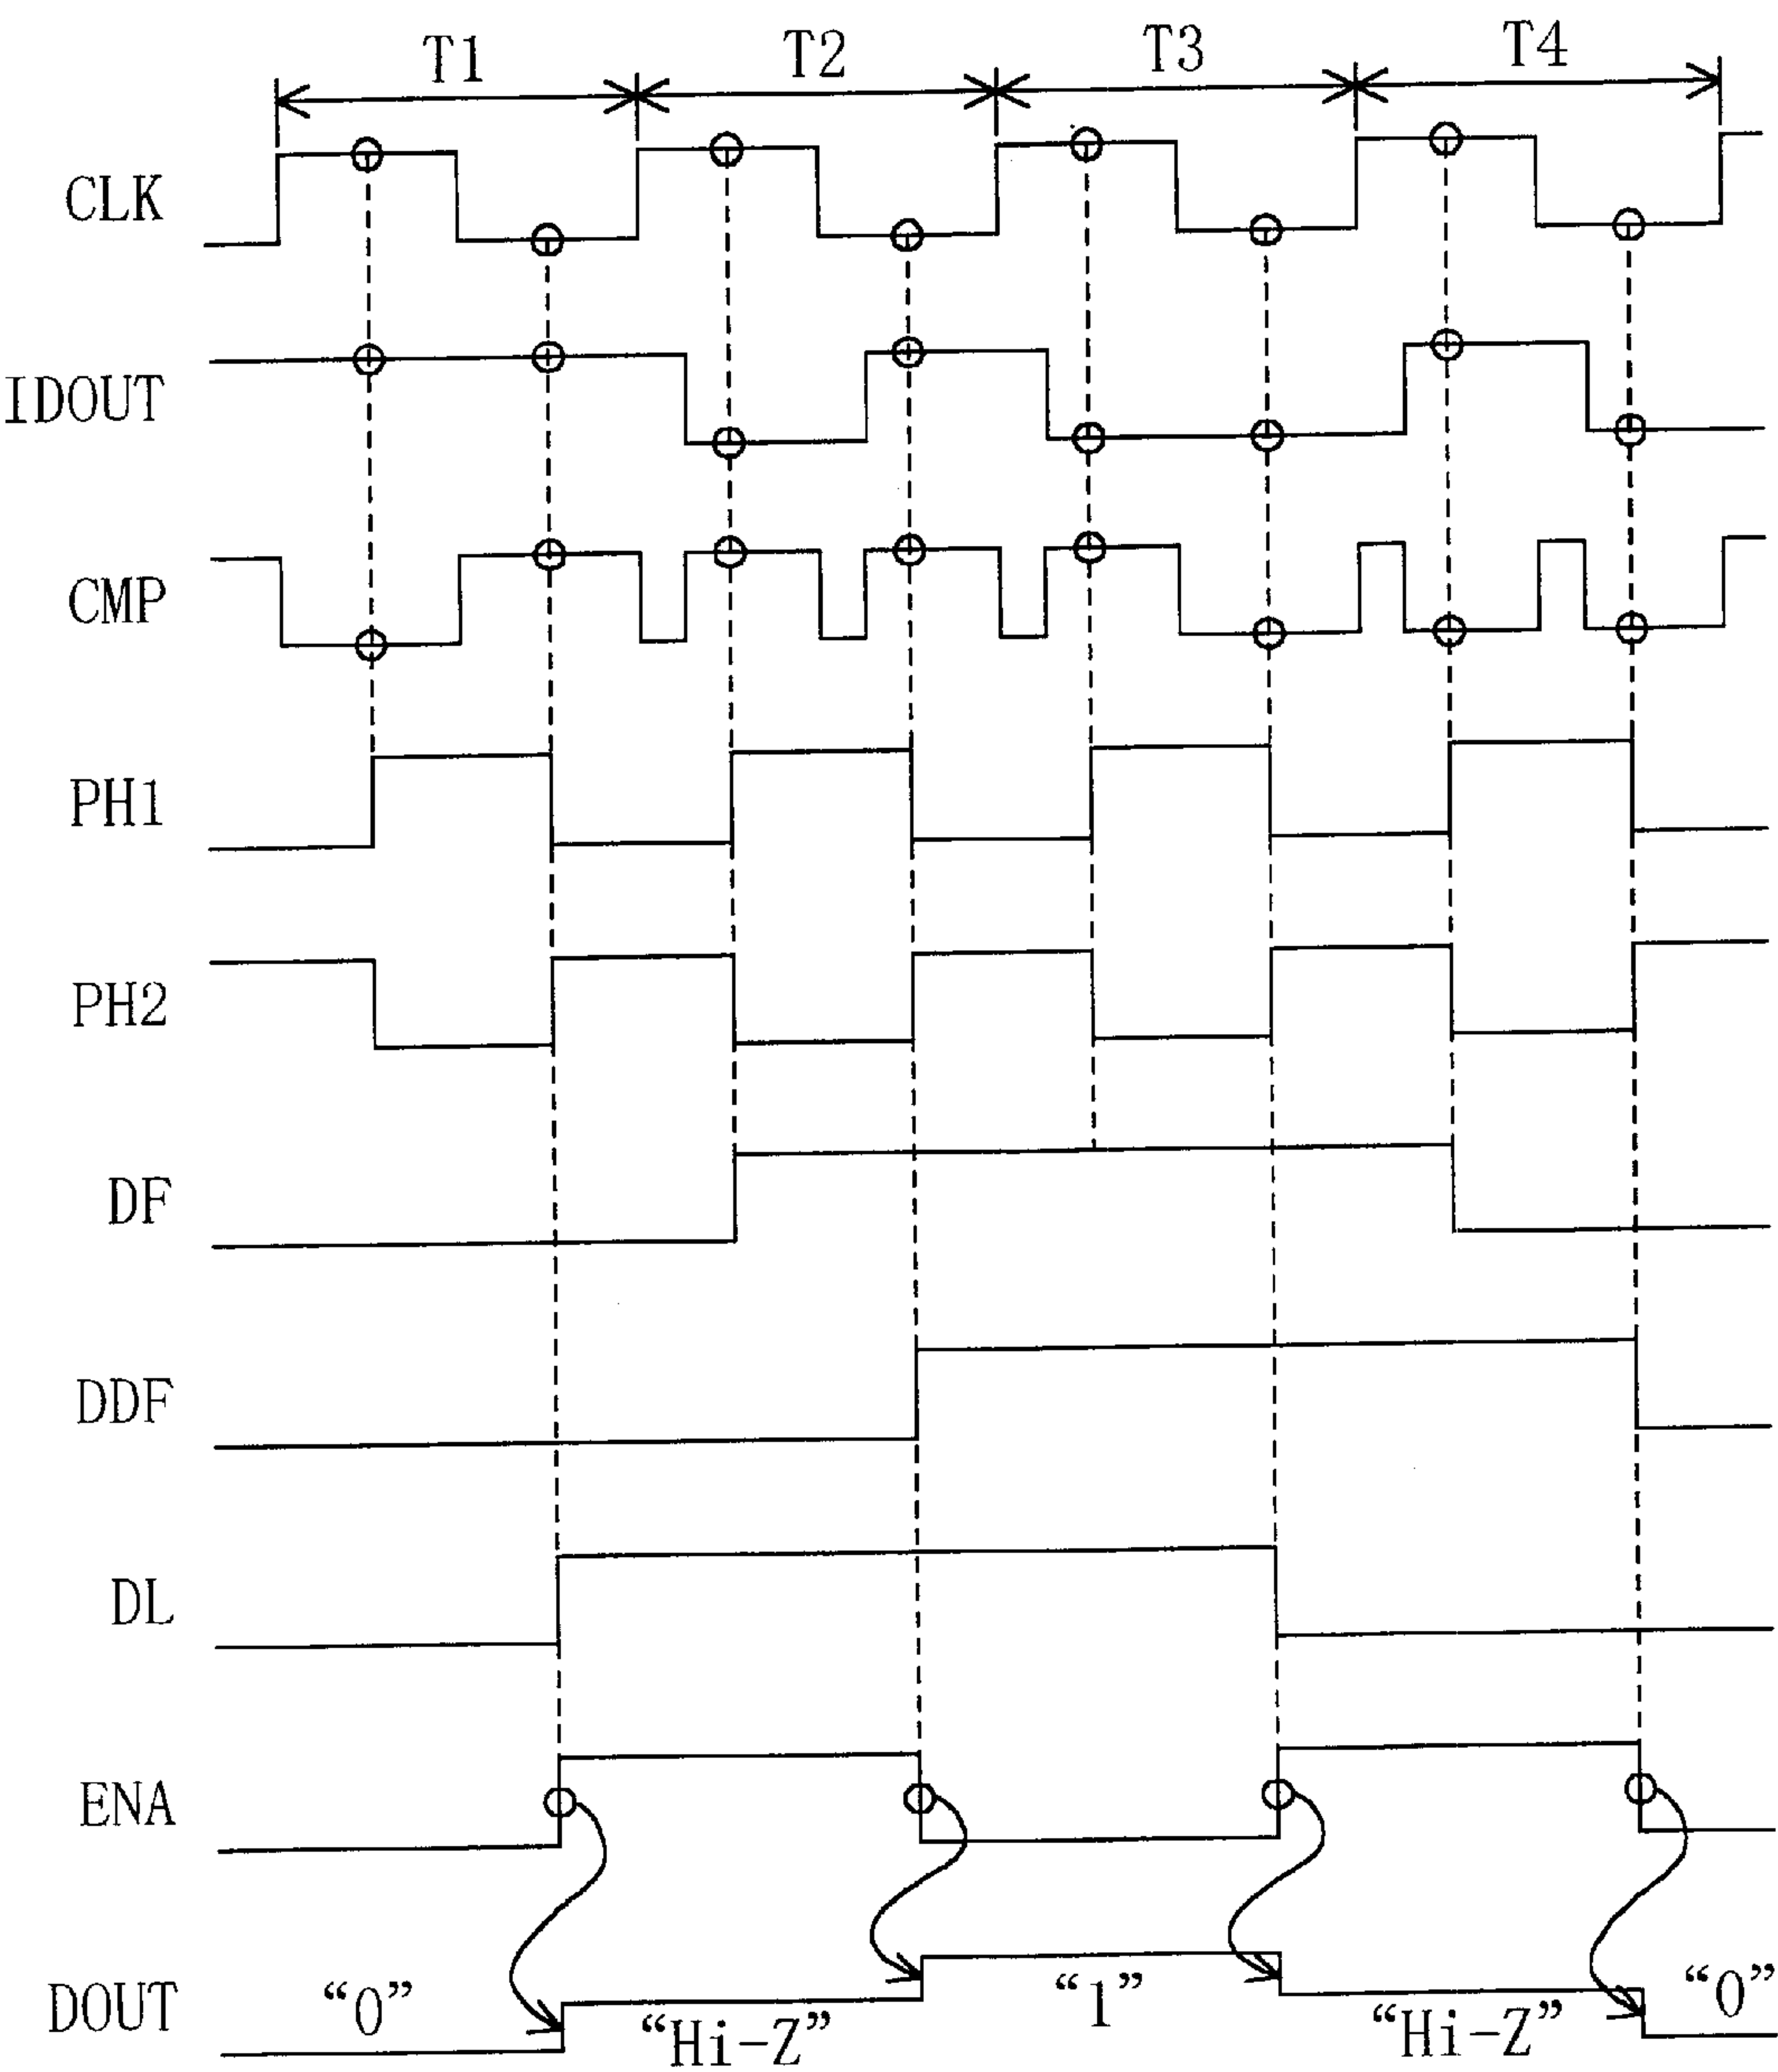 T1 T2 T3 T4
CLK
IDOUT
CMP
PH1
PH2
DF
DDF
DL
ENA
DOUT “0” “Hi-Z” “1” “Hi-Z” “0”